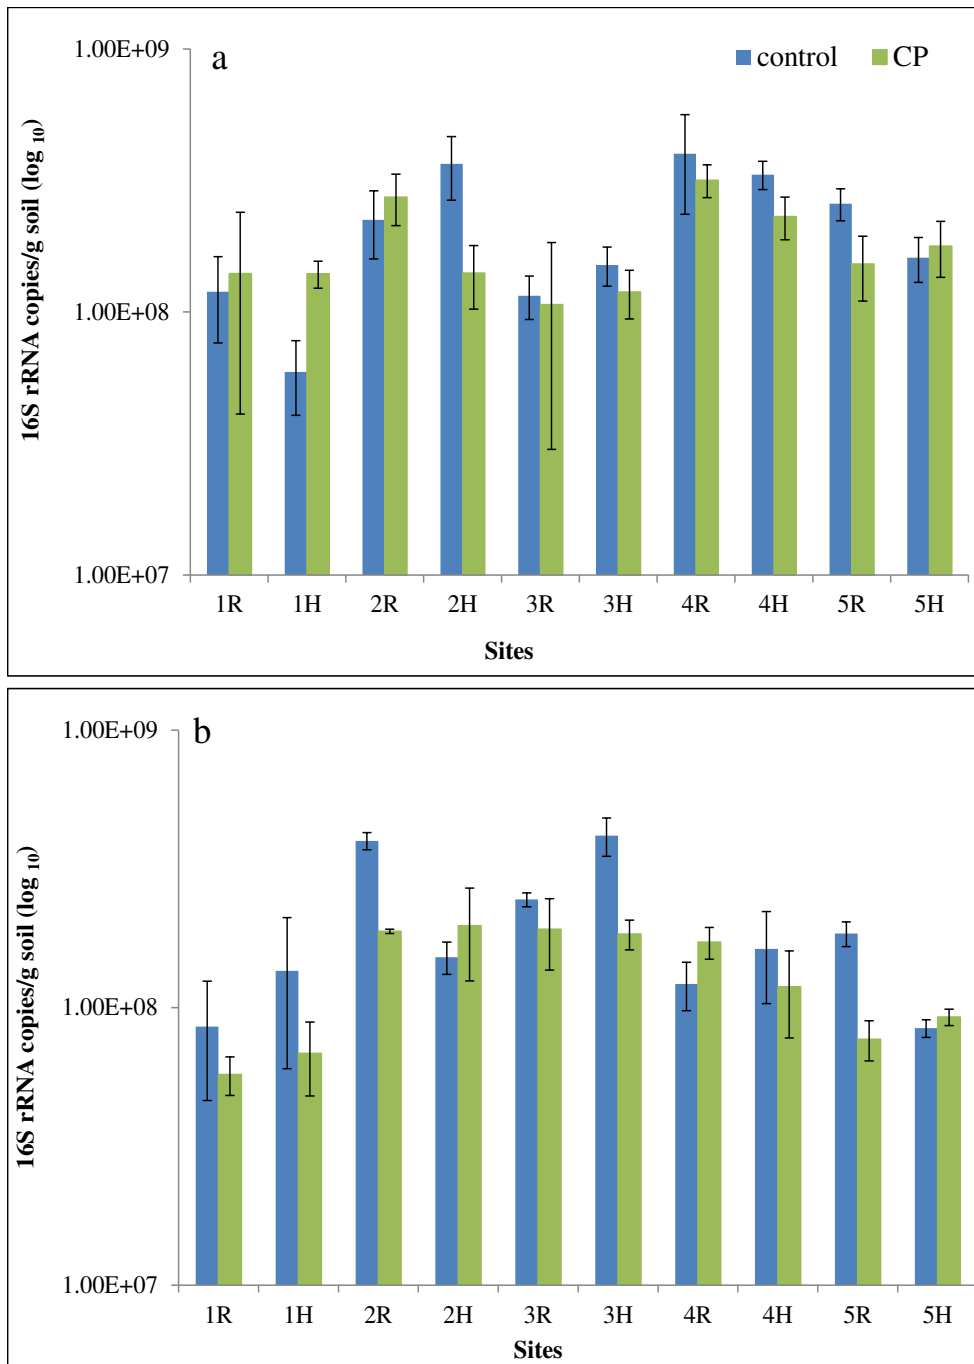 a
control CP
1.00E+09
1.00E+08
1.00E+07
16S rRNA copies/g soil (log 10)
1R 1H 2R 2H 3R 3H 4R 4H 5R 5H
Sites
b
1.00E+09
1.00E+08
1.00E+07
16S rRNA copies/g soil (log 10)
1R 1H 2R 2H 3R 3H 4R 4H 5R 5H
Sites